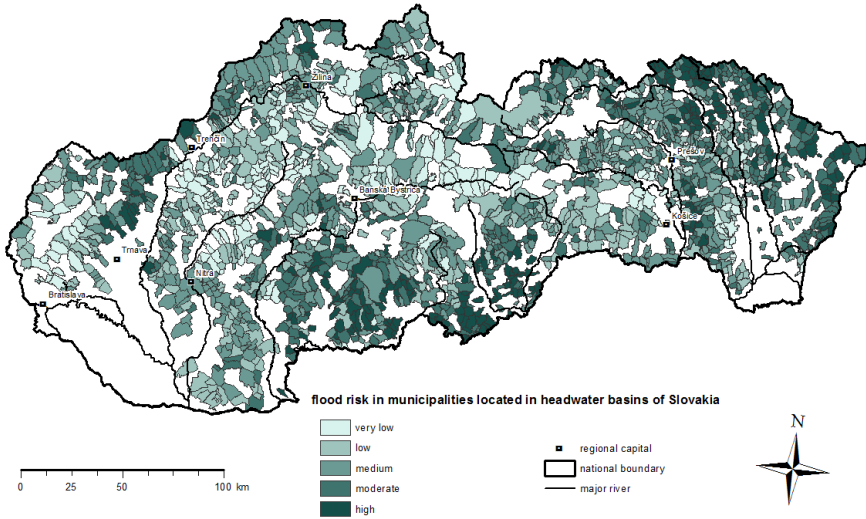 Žilina
Trenčín
Prešov
Banská Bystrica
Košice
Trnava
Nitra
Bratislava
flood risk in municipalities located in headwater basins of Slovakia
very low
low
medium
moderate
high
regional capital
national boundary
major river
N
0 25 50 100 km